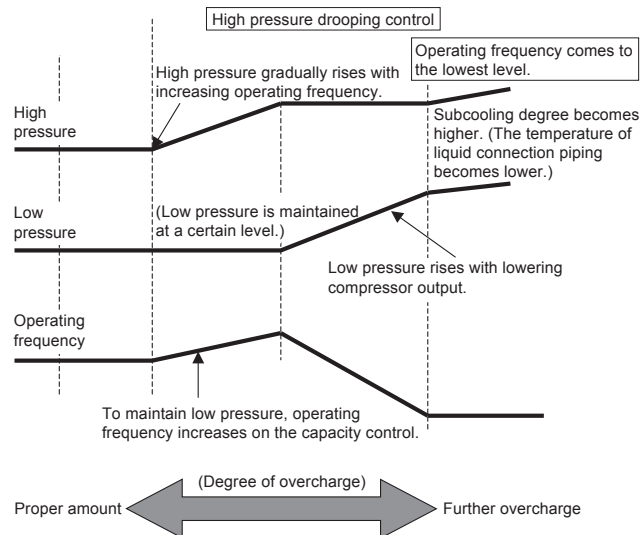 High pressure drooping control
Operating frequency comes to
the lowest level.
High pressure gradually rises with
increasing operating frequency.
High
pressure
Subcooling degree becomes
higher. (The temperature of
liquid connection piping
becomes lower.)
Low
pressure
(Low pressure is maintained
at a certain level.)
Low pressure rises with lowering
compressor output.
Operating
frequency
To maintain low pressure, operating
frequency increases on the capacity control.
(Degree of overcharge)
Proper amount
Further overcharge